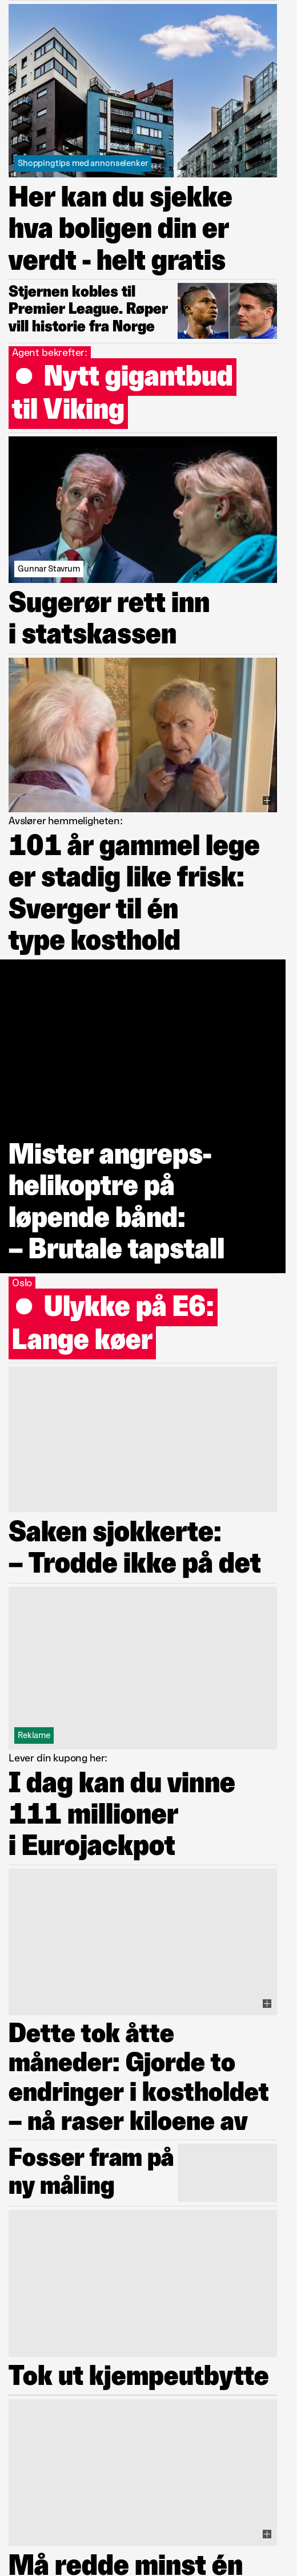 Shoppingtips med annonselenker
Her kan du sjekke
hva boligen din er
verdt - helt gratis
Stjernen kobles til
Premier League. Røper
vill historie fra Norge
Agent bekrefter:
Nytt gigantbud
til Viking
Gunnar Stavrum
Sugerør rett inn
i statskassen
Avslører hemmeligheten:
101 år gammel lege
er stadig like frisk:
Sverger til én
type kosthold
Mister angreps-
helikoptre på
løpende bånd:
– Brutale tapstall
Oslo
Ulykke på E6:
Lange køer
Saken sjokkerte:
– Trodde ikke på det
Reklame
Lever din kupong her:
I dag kan du vinne
111 millioner
i Eurojackpot
Dette tok åtte
måneder: Gjorde to
endringer i kostholdet
– nå raser kiloene av
Fosser fram på
ny måling
Tok ut kjempeutbytte
Må redde minst én